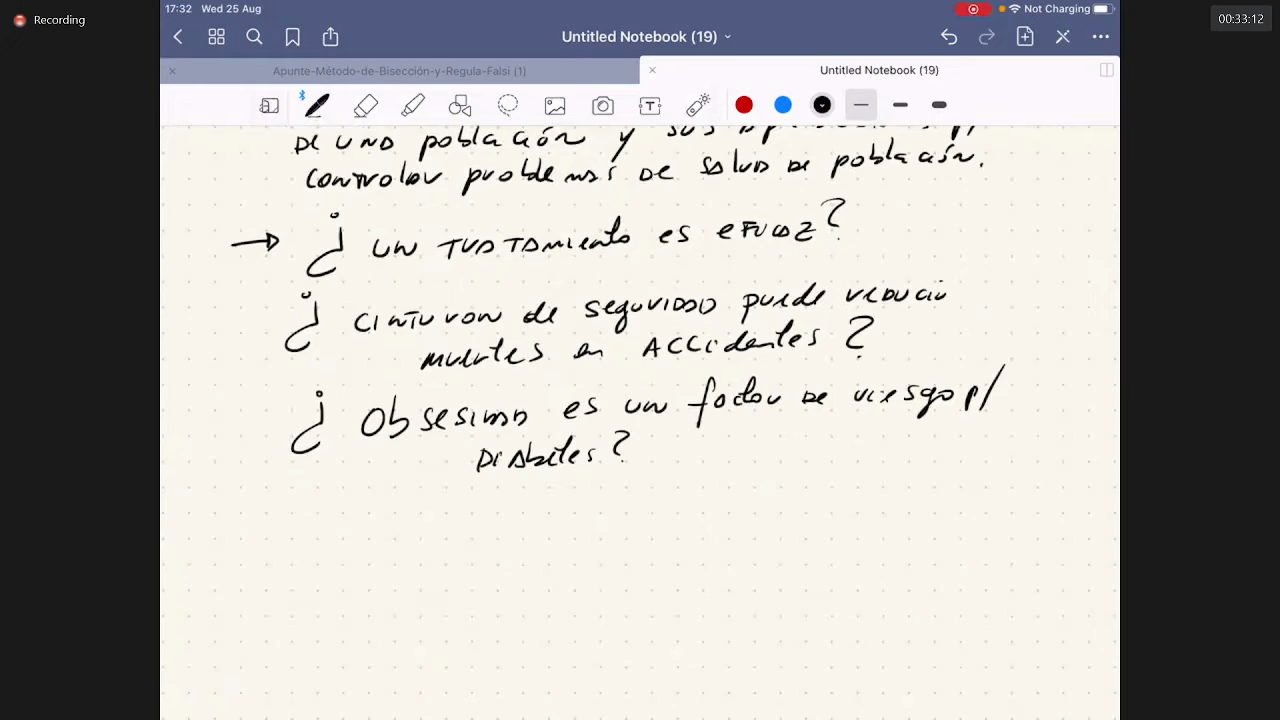 Recording
17:32 Wed 25 Aug
Not Charging
00:33:12
Untitled Notebook (19)
Apunte-Método-de-Bisección-y-Regula-Falsi (1)
Untitled Notebook (19)
De una población y sus
controlar problemas de salud de población.
→ ¿ un tratamiento es eficaz?
¿ cinturon de seguridad puede reducir
muertes en accidentes?
¿ Obsesidad es un factor de riesgo p/
Diabetes?